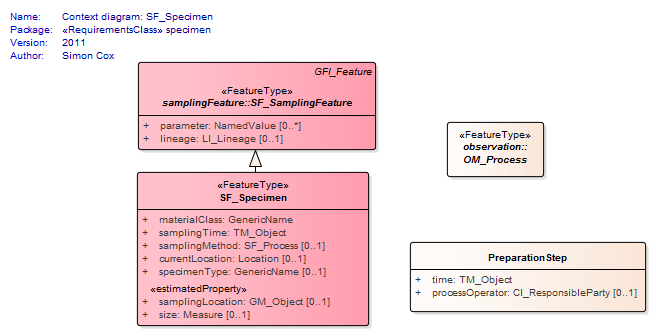 Name: Context diagram: SF_Specimen
Package: «RequirementsClass» specimen
Version: 2011
Author: Simon Cox
GFI_Feature
«FeatureType»
samplingFeature::SF_SamplingFeature
+ parameter: NamedValue [0..*]
+ lineage: LI_Lineage [0..1]
«FeatureType»
observation::
OM_Process
«FeatureType»
SF_Specimen
+ materialClass: GenericName
+ samplingTime: TM_Object
+ samplingMethod: SF_Process [0..1]
+ currentLocation: Location [0..1]
+ specimenType: GenericName [0..1]
«estimatedProperty»
+ samplingLocation: GM_Object [0..1]
+ size: Measure [0..1]
PreparationStep
+ time: TM_Object
+ processOperator: CI_ResponsibleParty [0..1]